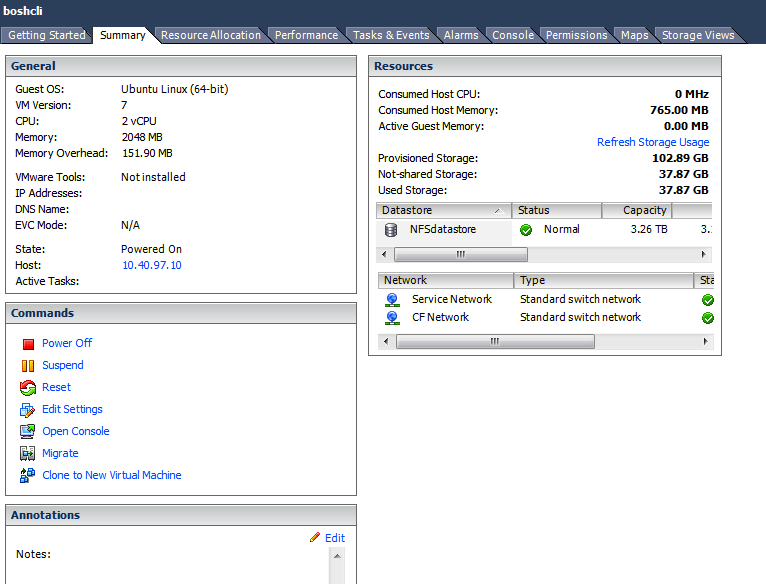 boshcli
Getting Started Summary Resource Allocation Performance Tasks & Events Alarms Console Permissions Maps Storage Views
General
Guest OS: Ubuntu Linux (64-bit)
VM Version: 7
CPU: 2 vCPU
Memory: 2048 MB
Memory Overhead: 151.90 MB
VMware Tools: Not installed
IP Addresses:
DNS Name:
EVC Mode: N/A
State: Powered On
Host: 10.40.97.10
Active Tasks:
Commands
Power Off
Suspend
Reset
Edit Settings
Open Console
Migrate
Clone to New Virtual Machine
Annotations
Edit
Notes:
Resources
Consumed Host CPU: 0 MHz
Consumed Host Memory: 765.00 MB
Active Guest Memory: 0.00 MB
Refresh Storage Usage
Provisioned Storage: 102.89 GB
Not-shared Storage: 37.87 GB
Used Storage: 37.87 GB
Datastore Status Capacity
NFSdatastore Normal 3.26 TB 3.
Network Type Sta
Service Network Standard switch network
CF Network Standard switch network